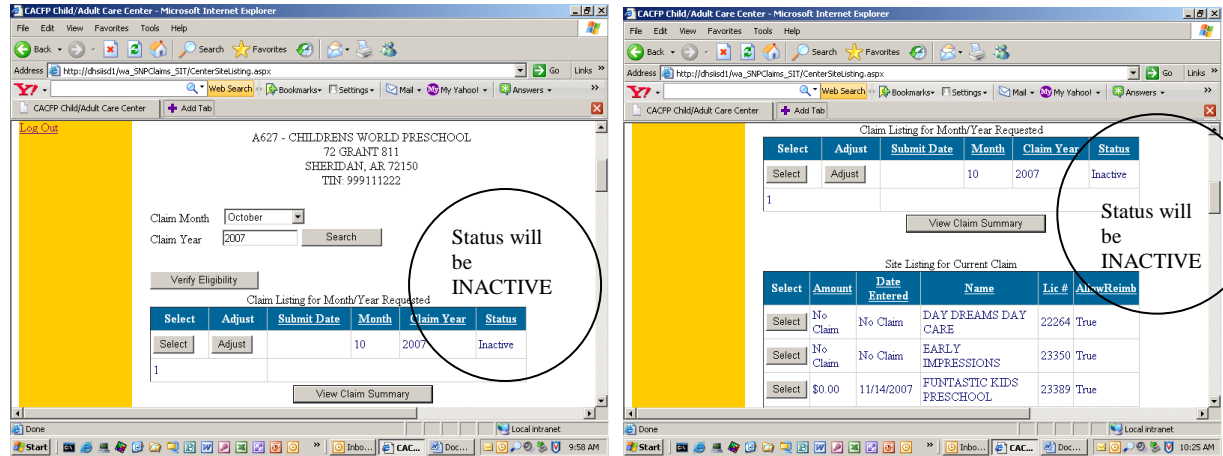 CACFP Child/Adult Care Center - Microsoft Internet Explorer
File Edit View Favorites Tools Help
Back Search Favorites
Address http://dhsisd1/wa_SNPClaims_SIT/CenterSiteListing.aspx Go Links »
Y! Web Search Bookmarks Settings Mail My Yahoo! Answers »
CACFP Child/Adult Care Center Add Tab
Log Out
A627 - CHILDRENS WORLD PRESCHOOL
72 GRANT 811
SHERIDAN, AR 72150
TIN: 999111222
Claim Month October
Claim Year 2007 Search
Verify Eligibility
Claim Listing for Month/Year Requested
Select Adjust Submit Date Month Claim Year Status
Select Adjust 10 2007 Inactive
1
View Claim Summary
Status will
be
INACTIVE
Done Local intranet
Start » Inbo... CAC... Doc... 9:58 AM
CACFP Child/Adult Care Center - Microsoft Internet Explorer
File Edit View Favorites Tools Help
Back Search Favorites
Address http://dhsisd1/wa_SNPClaims_SIT/CenterSiteListing.aspx Go Links »
Y! Web Search Bookmarks Settings Mail My Yahoo! Answers »
CACFP Child/Adult Care Center Add Tab
Claim Listing for Month/Year Requested
Select Adjust Submit Date Month Claim Year Status
Select Adjust 10 2007 Inactive
1
View Claim Summary
Status will
be
INACTIVE
Site Listing for Current Claim
Select Amount Date Entered Name Lic # AllowReimb
Select No Claim No Claim DAY DREAMS DAY CARE 22264 True
Select No Claim No Claim EARLY IMPRESSIONS 23350 True
Select $0.00 11/14/2007 FUNTASTIC KIDS PRESCHOOL 23389 True
Done Local intranet
Start » Inbo... CAC... Doc... 10:25 AM